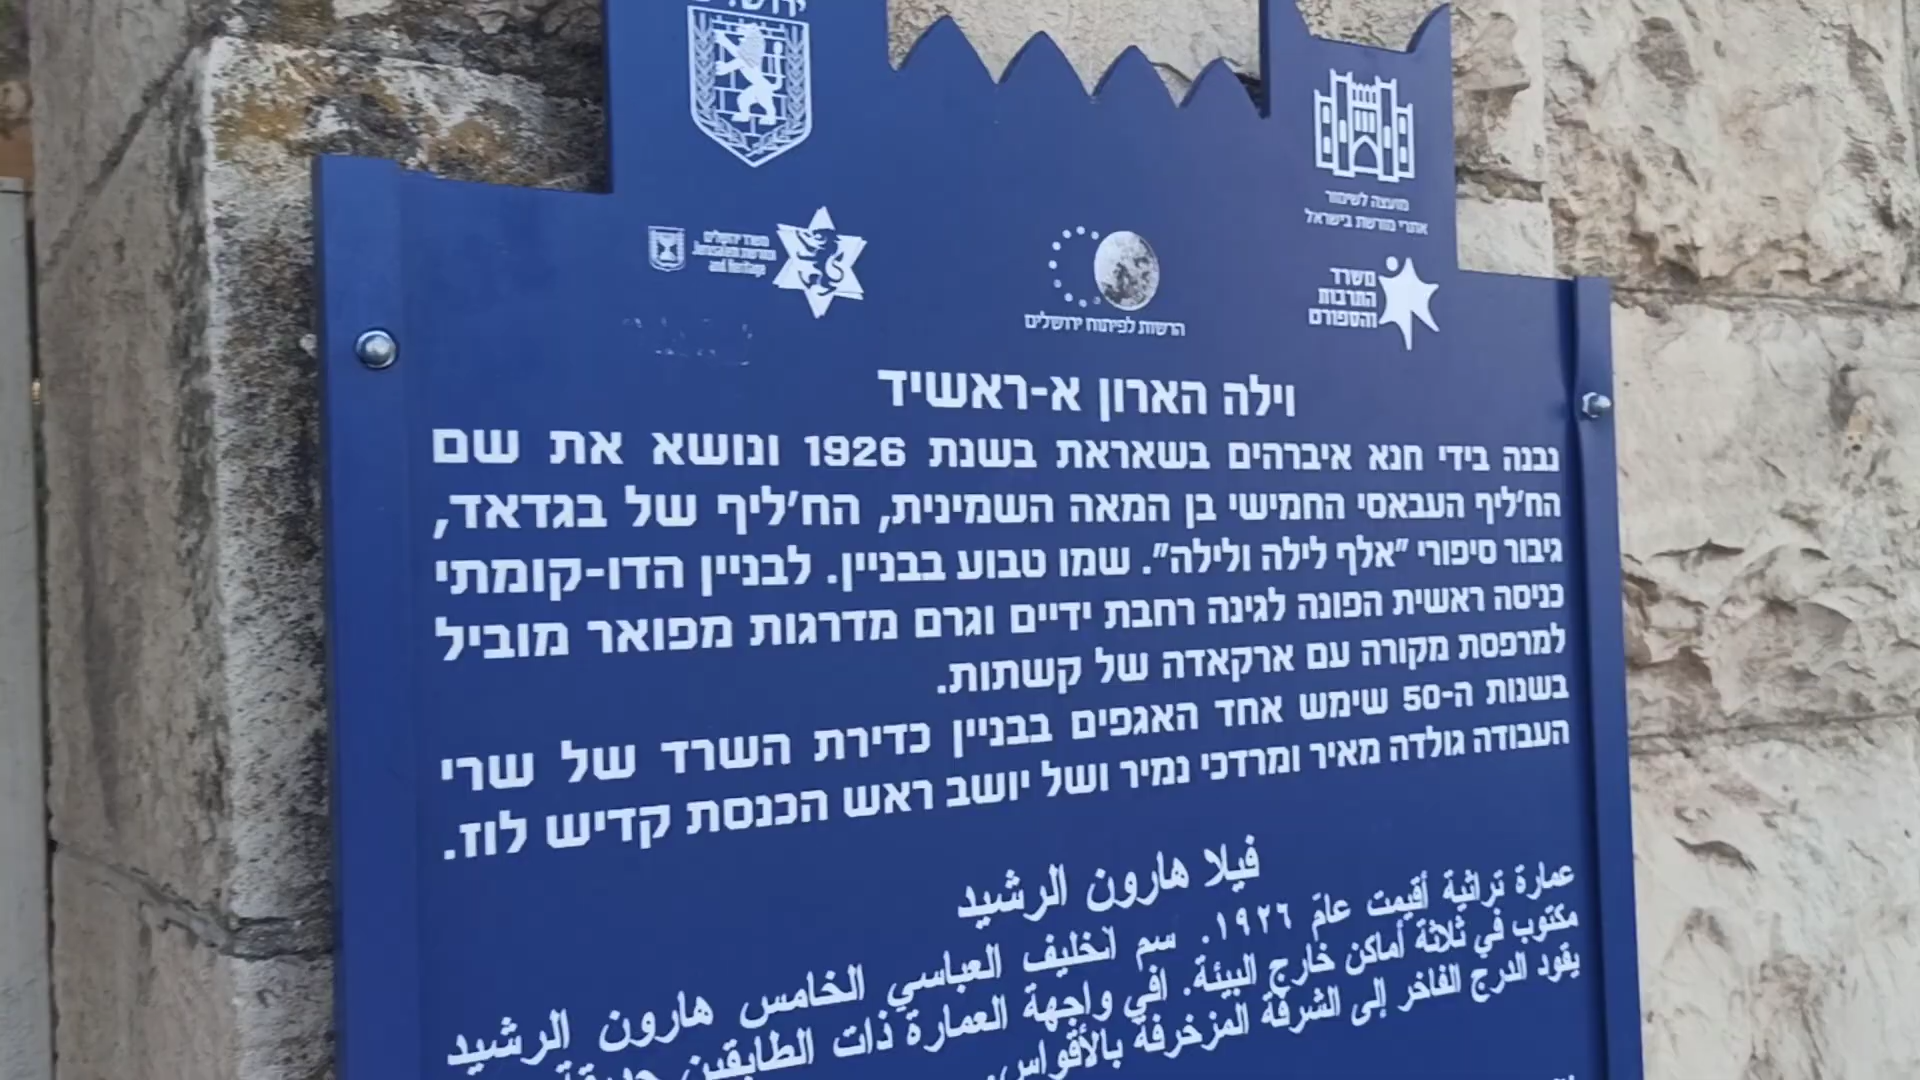 ירושלים
מועצה לשימור
אתרי מורשת בישראל
משרד ירושלים
ומורשת
Jerusalem
and Heritage
הרשות לפיתוח ירושלים
משרד
התרבות
והספורט
וילה הארון א-ראשיד
נבנה בידי חנא איברהים בשאראת בשנת 1926 ונושא את שם
הח'ליף העבאסי החמישי בן המאה השמינית, הח'ליף של בגדאד,
גיבור סיפורי "אלף לילה ולילה". שמו טבוע בבניין. לבניין הדו-קומתי
כניסה ראשית הפונה לגינה רחבת ידיים וגרם מדרגות מפואר מוביל
למרפסת מקורה עם ארקאדה של קשתות.
בשנות ה-50 שימש אחד האגפים בבניין כדירת השרד של שרי
העבודה גולדה מאיר ומרדכי נמיר ושל יושב ראש הכנסת קדיש לוז.
فيلا هارون الرشيد
عمارة تراثية أقيمت عام ١٩٢٦. سم الخليف العباسي الخامس هارون الرشيد
مكتوب في ثلاثة أماكن خارج البيئة. افي واجهة العمارة ذات الطابقين
يقود الدرج الفاخر إلى الشرفة المزخرفة بالأقواس.